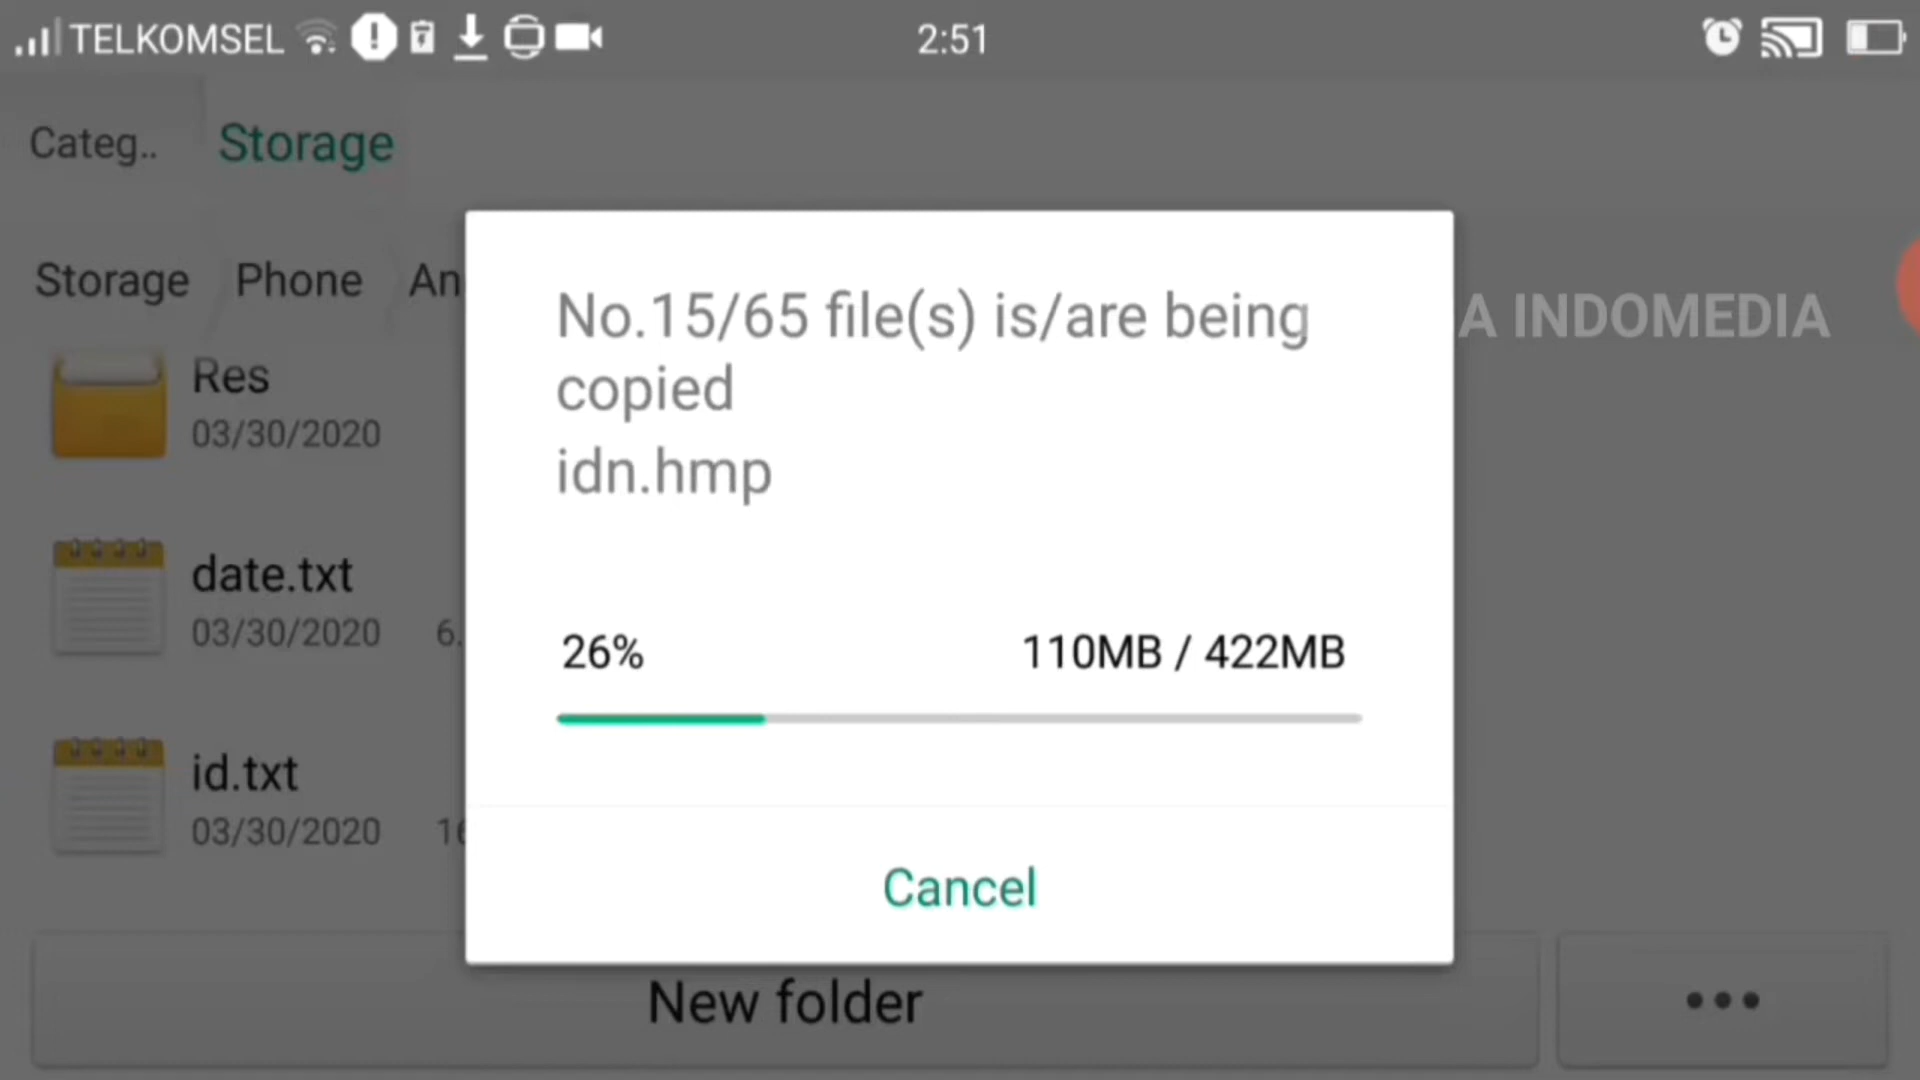 TELKOMSEL
2:51
Categ..
Storage
Storage
Phone
An
A INDOMEDIA
Res
03/30/2020
date.txt
03/30/2020
6.
id.txt
03/30/2020
16
No.15/65 file(s) is/are being
copied
idn.hmp
26%
110MB / 422MB
Cancel
New folder